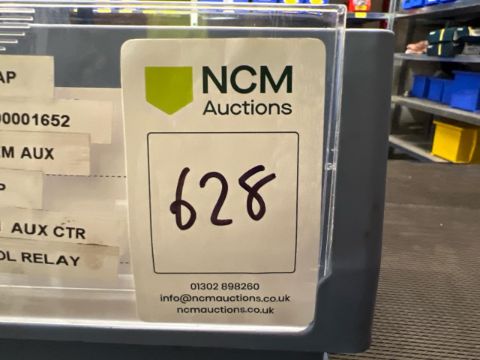 AP
00001652
EM AUX
P
AUX CTR
OL RELAY
NCM
Auctions
628
01302 898260
info@ncmauctions.co.uk
ncmauctions.co.uk